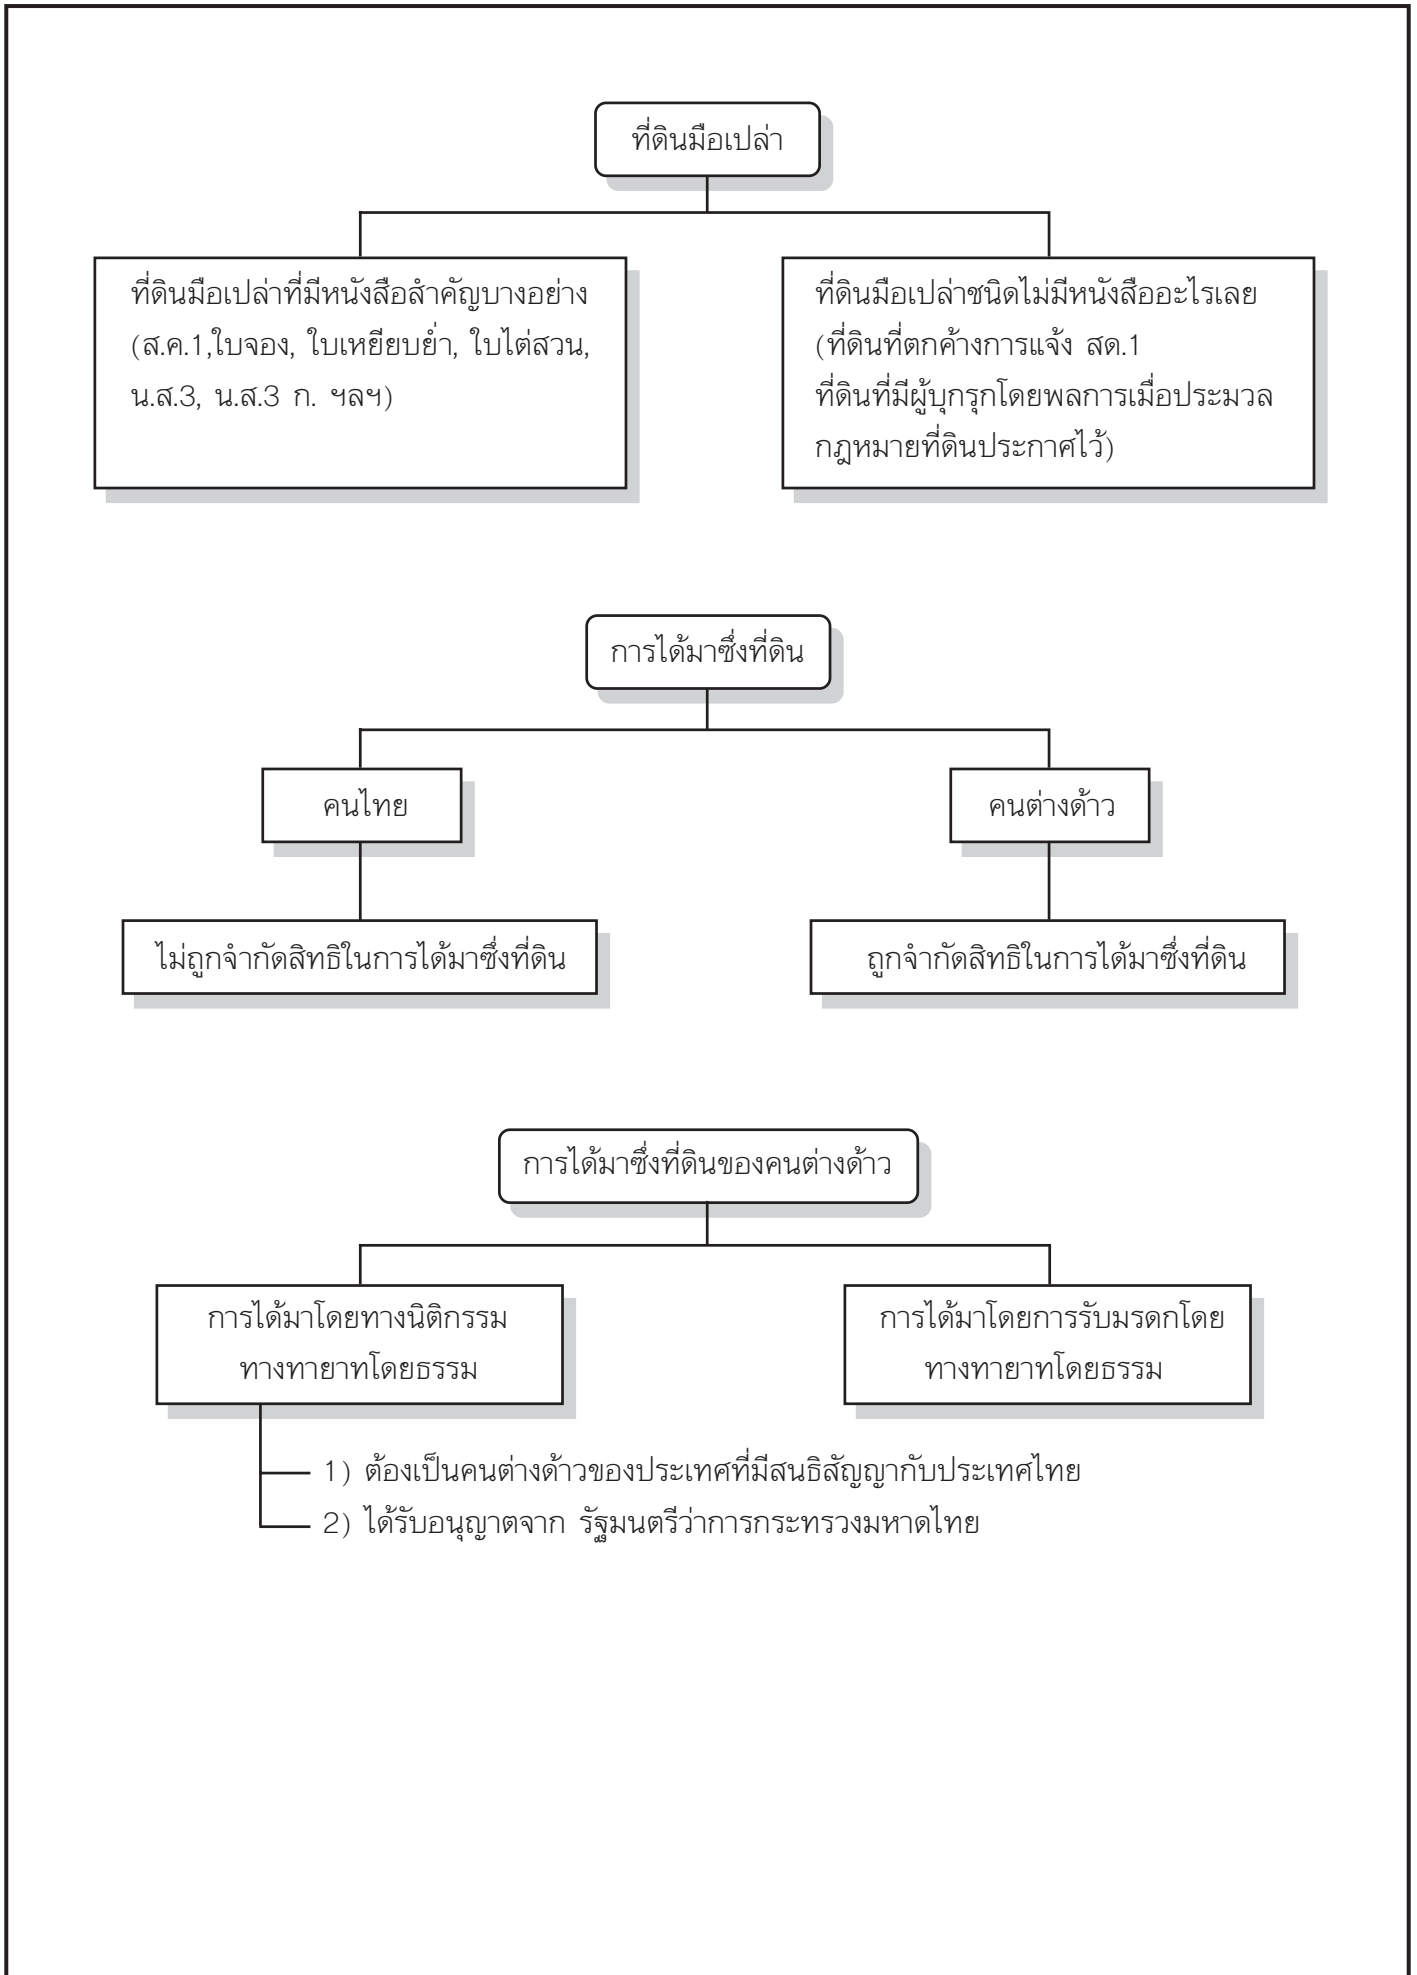 ที่ดินมือเปล่า
ที่ดินมือเปล่าที่มีหนังสือสำคัญบางอย่าง
(ส.ค.1,ใบจอง, ใบเหยียบย่ำ, ใบไต่สวน,
น.ส.3, น.ส.3 ก. ฯลฯ)
ที่ดินมือเปล่าชนิดไม่มีหนังสืออะไรเลย
(ที่ดินที่ตกค้างการแจ้ง สด.1
ที่ดินที่มีผู้บุกรุกโดยพลการเมื่อประมวล
กฎหมายที่ดินประกาศไว้)
การได้มาซึ่งที่ดิน
คนไทย
คนต่างด้าว
ไม่ถูกจำกัดสิทธิในการได้มาซึ่งที่ดิน
ถูกจำกัดสิทธิในการได้มาซึ่งที่ดิน
การได้มาซึ่งที่ดินของคนต่างด้าว
การได้มาโดยทางนิติกรรม
ทางทายาทโดยธรรม
การได้มาโดยการรับมรดกโดย
ทางทายาทโดยธรรม
1) ต้องเป็นคนต่างด้าวของประเทศที่มีสนธิสัญญากับประเทศไทย
2) ได้รับอนุญาตจาก รัฐมนตรีว่าการกระทรวงมหาดไทย